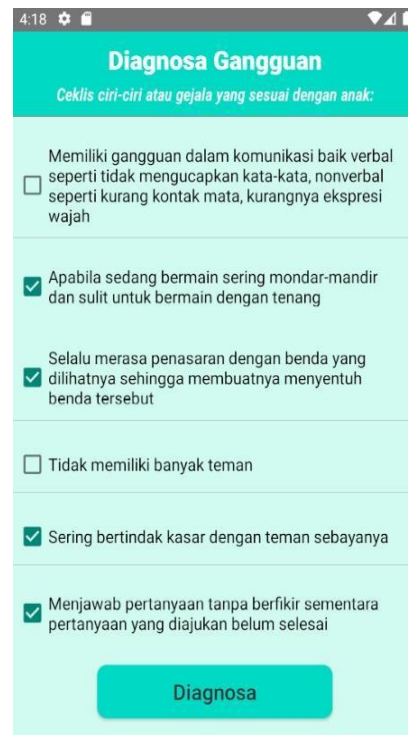 4:18
Diagnosa Gangguan
Ceklis ciri-ciri atau gejala yang sesuai dengan anak:
Memiliki gangguan dalam komunikasi baik verbal
seperti tidak mengucapkan kata-kata, nonverbal
seperti kurang kontak mata, kurangnya ekspresi
wajah
Apabila sedang bermain sering mondar-mandir
dan sulit untuk bermain dengan tenang
Selalu merasa penasaran dengan benda yang
dilihatnya sehingga membuatnya menyentuh
benda tersebut
Tidak memiliki banyak teman
Sering bertindak kasar dengan teman sebayanya
Menjawab pertanyaan tanpa berfikir sementara
pertanyaan yang diajukan belum selesai
Diagnosa